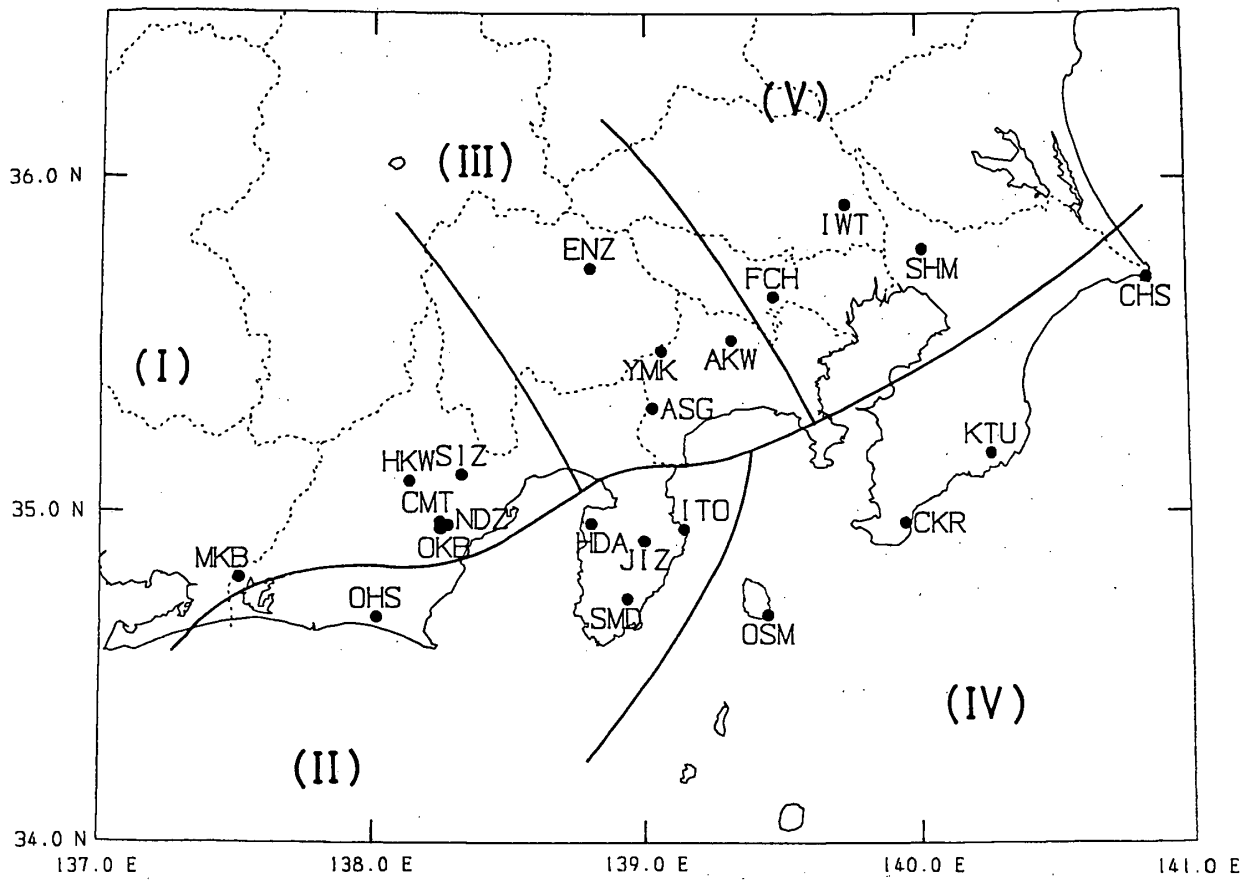 (V)
36.0 N
(III)
IWT
ENZ
SHM
FCH
CHS
(I)
YMK
AKW
ASG
KTU
HKW
SIZ
CMT
35.0 N
NDZ
OKB
HDA
ITO
JIZ
CKR
MKB
OHS
SMD
OSM
(IV)
(II)
34.0 N
137.0 E
138.0 E
139.0 E
140.0 E
141.0 E